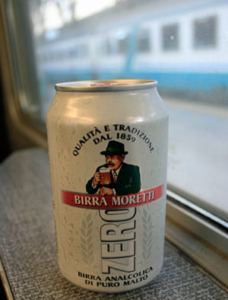 QUALITÀ E TRADIZIONE
DAL 1859
BIRRA MORETTI
ZERO
BIRRA ANALCOLICA
DI PURO MALTO